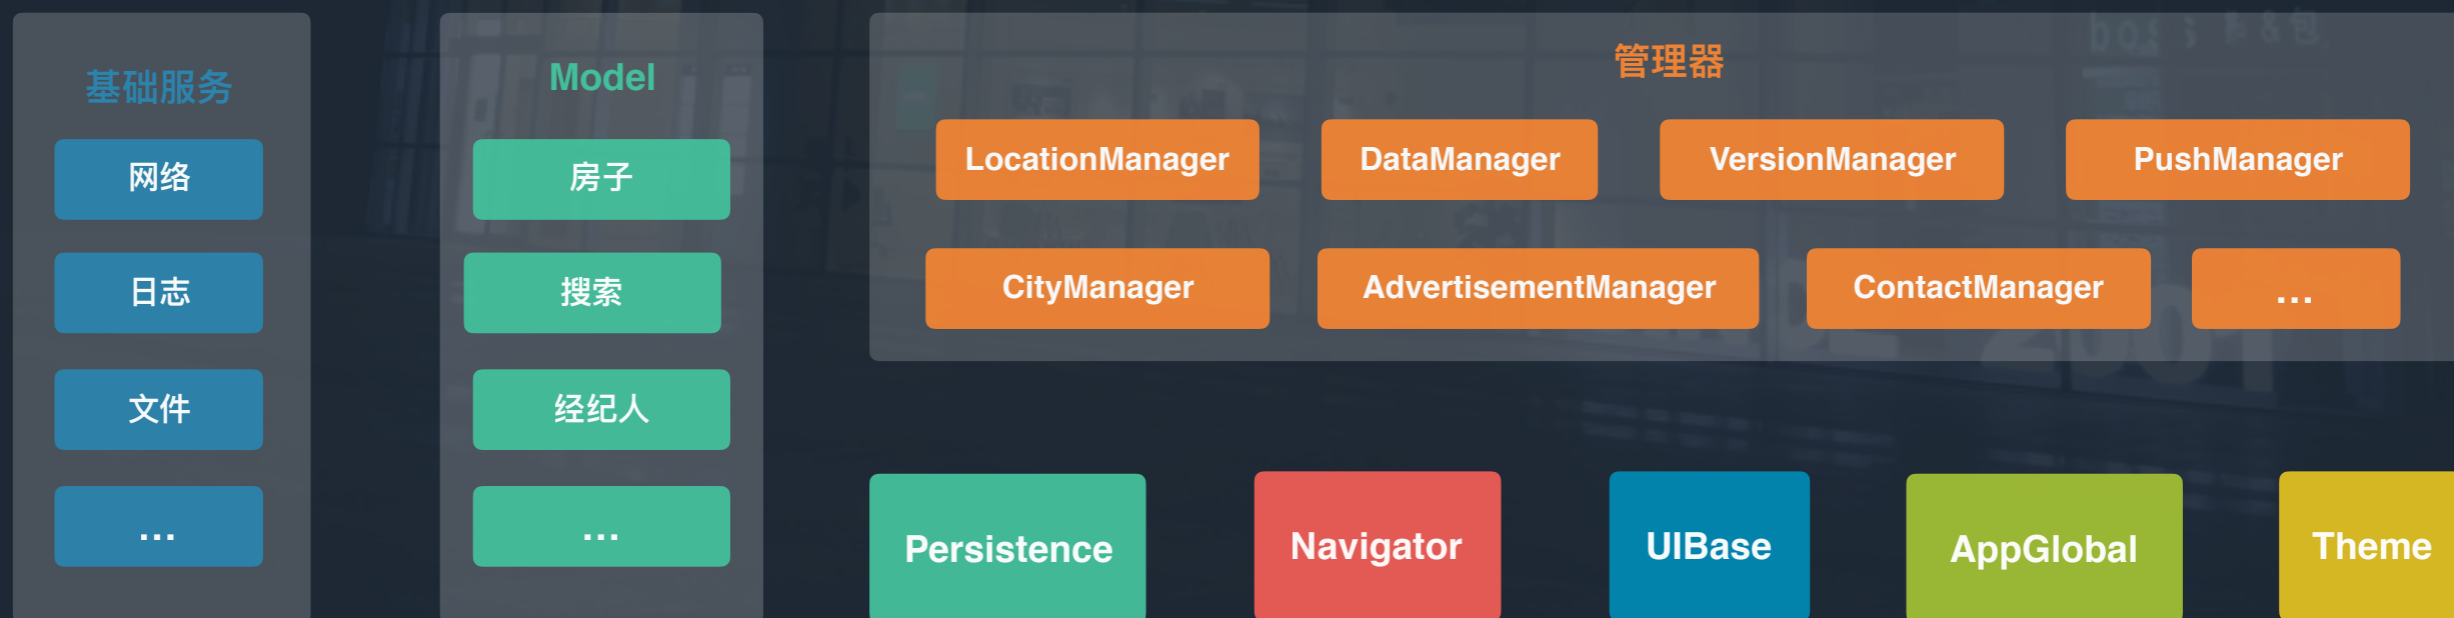 基础服务
网络
日志
文件
...
Model
房子
搜索
经纪人
...
管理器
LocationManager
DataManager
VersionManager
PushManager
CityManager
AdvertisementManager
ContactManager
...
Persistence
Navigator
UIBase
AppGlobal
Theme